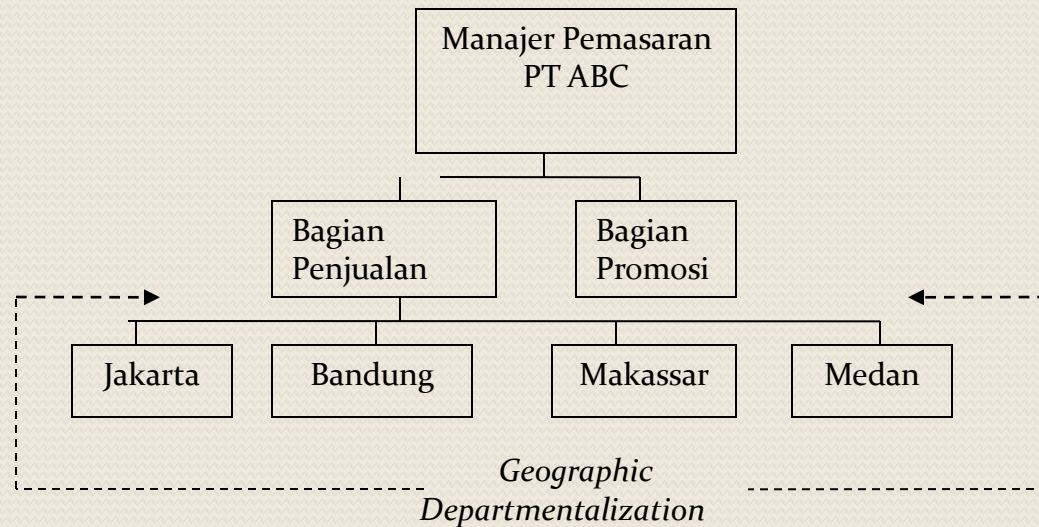 Manajer Pemasaran
PT ABC
Bagian
Penjualan
Bagian
Promosi
Jakarta
Bandung
Makassar
Medan
Geographic
Departmentalization